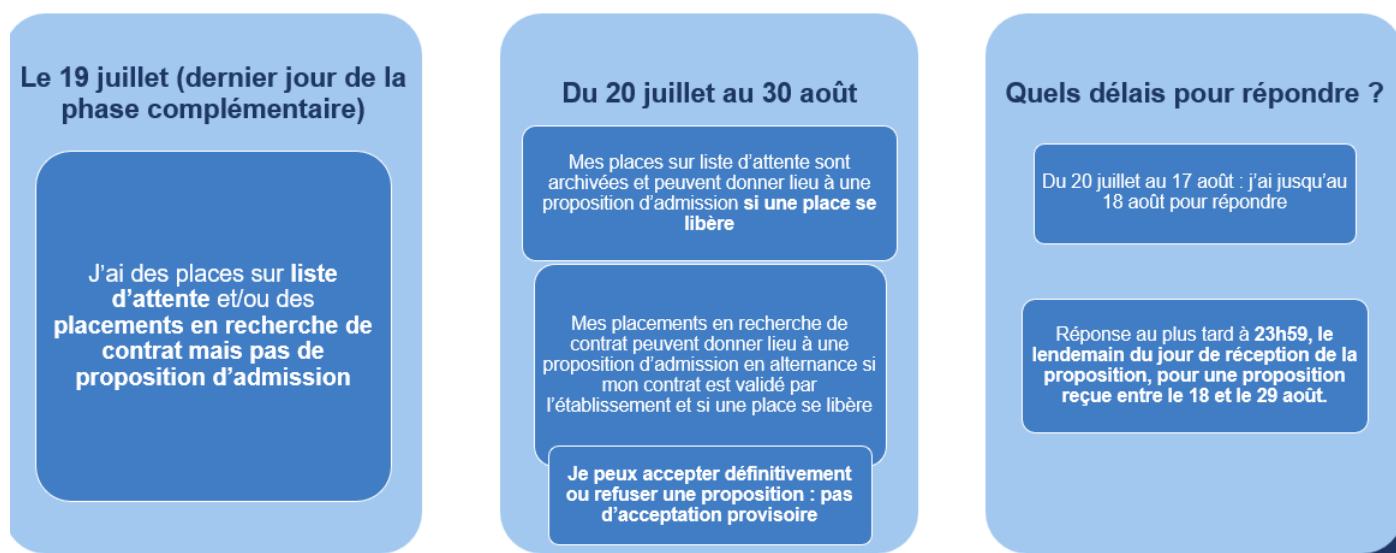 Le 19 juillet (dernier jour de la
phase complémentaire)
J'ai des places sur liste
d'attente et/ou des
placements en recherche de
contrat mais pas de
proposition d'admission
Du 20 juillet au 30 août
Mes places sur liste d'attente sont
archivées et peuvent donner lieu à une
proposition d'admission si une place se
libère
Mes placements en recherche de
contrat peuvent donner lieu à une
proposition d'admission en alternance si
mon contrat est validé par
l'établissement et si une place se libère
Je peux accepter définitivement
ou refuser une proposition : pas
d'acceptation provisoire
Quels délais pour répondre ?
Du 20 juillet au 17 août : j'ai jusqu'au
18 août pour répondre
Réponse au plus tard à 23h59, le
lendemain du jour de réception de la
proposition, pour une proposition
reçue entre le 18 et le 29 août.